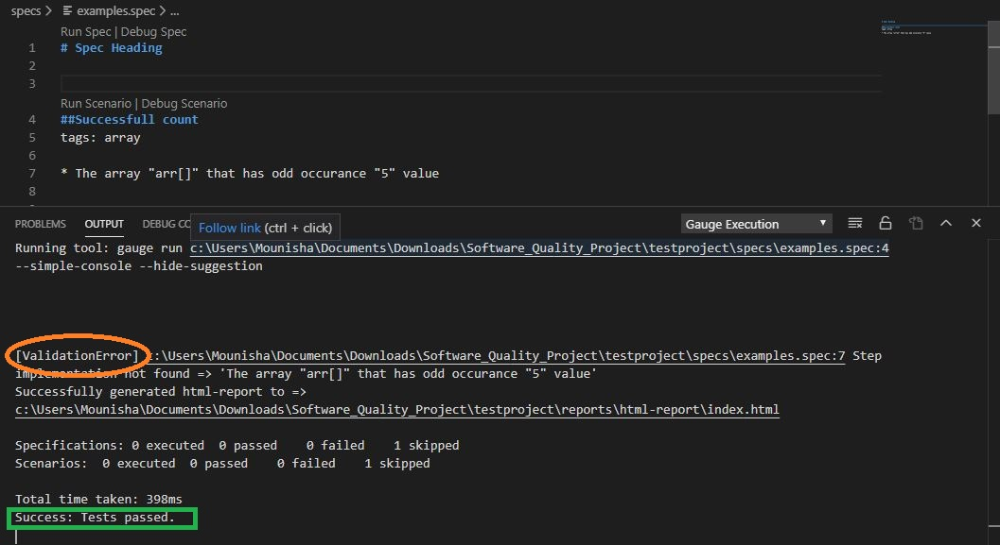 specs > examples.spec > ...
Run Spec | Debug Spec
1 # Spec Heading
2
3
Run Scenario | Debug Scenario
4 ##Successfull count
5 tags: array
6
7 * The array "arr[]" that has odd occurance "5" value
8
PROBLEMS OUTPUT DEBUG CO Follow link (ctrl + click) Gauge Execution
Running tool: gauge run c:\Users\Mounisha\Documents\Downloads\Software_Quality_Project\testproject\specs\examples.spec:4
--simple-console --hide-suggestion
[ValidationError] c:\Users\Mounisha\Documents\Downloads\Software_Quality_Project\testproject\specs\examples.spec:7 Step
implementation not found => 'The array "arr[]" that has odd occurance "5" value'
Successfully generated html-report to =>
c:\Users\Mounisha\Documents\Downloads\Software_Quality_Project\testproject\reports\html-report\index.html
Specifications: 0 executed 0 passed 0 failed 1 skipped
Scenarios: 0 executed 0 passed 0 failed 1 skipped
Total time taken: 398ms
Success: Tests passed.